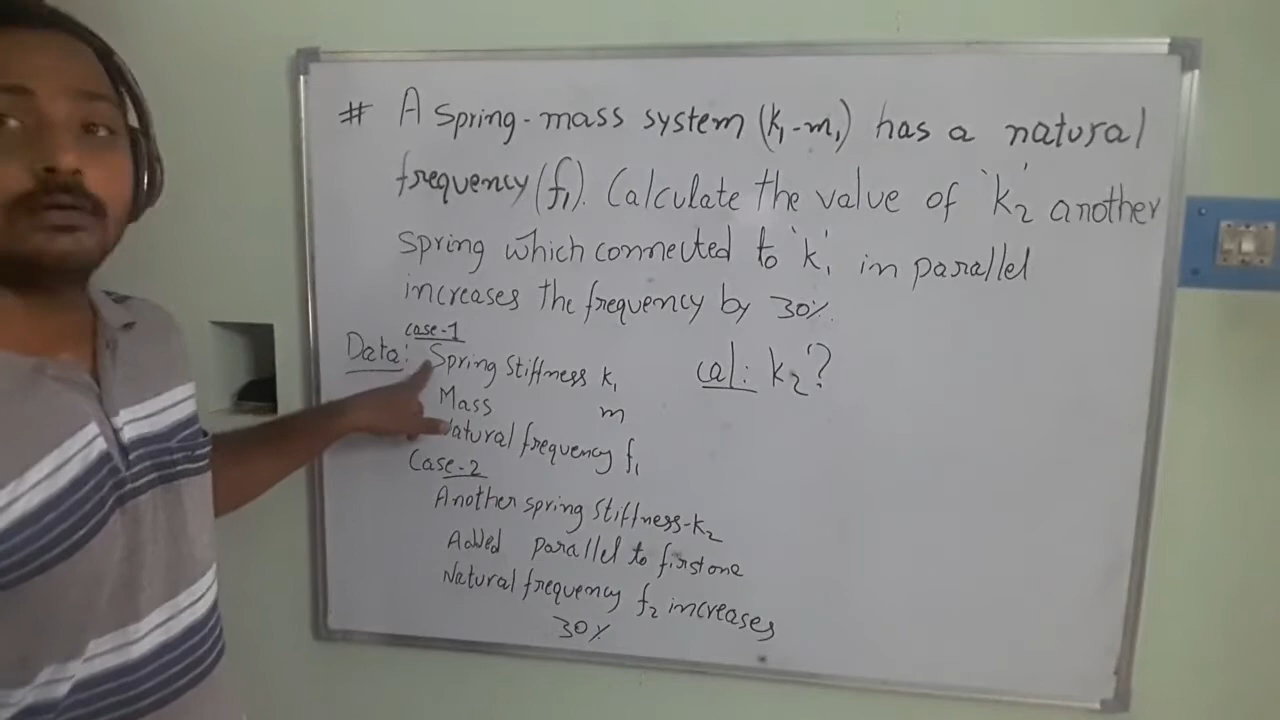 # A Spring-mass system (k₁-m₁) has a natural
frequency (f₁). Calculate the value of 'k₂' another
spring which connected to 'k₁' in parallel
increases the frequency by 30%.
Data: Case-1
Spring Stiffness k₁
Mass m
Natural frequency f₁
Case-2
Another spring Stiffness-k₂
Added parallel to first one
Natural frequency f₂ increases
30%
cal: k₂?